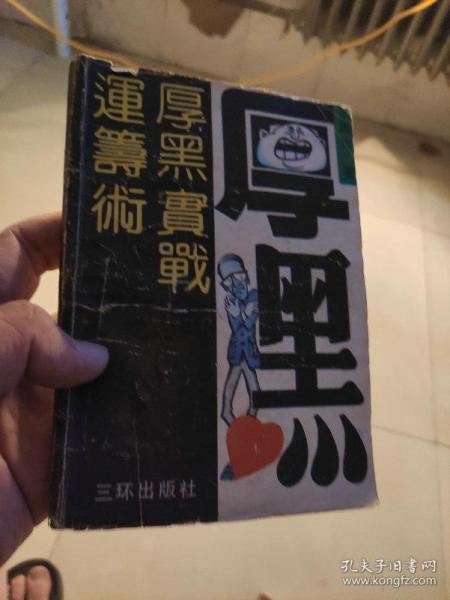 厚黑
厚黑實戰
運籌術
三环出版社
孔夫子旧书网
www.kongfz.com